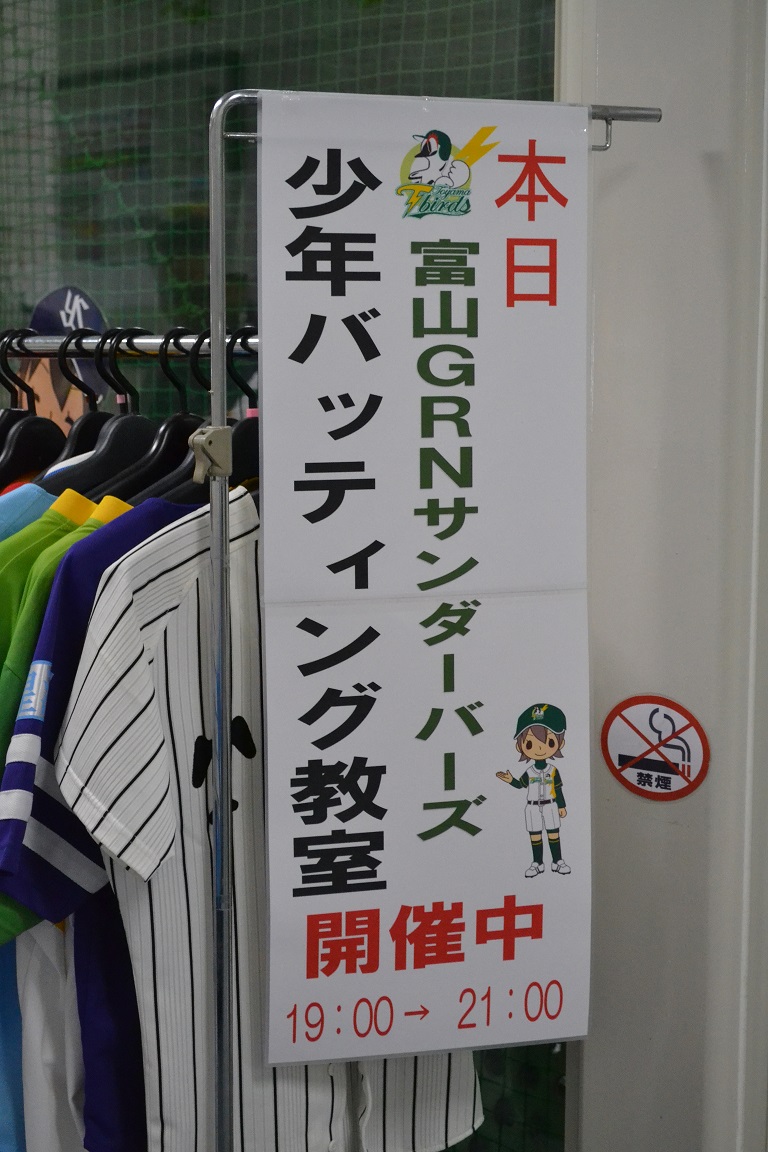 本日
Toyama
T birds
富山GRNサンダーバーズ
少年バッティング教室
開催中
19:00→ 21:00
禁煙